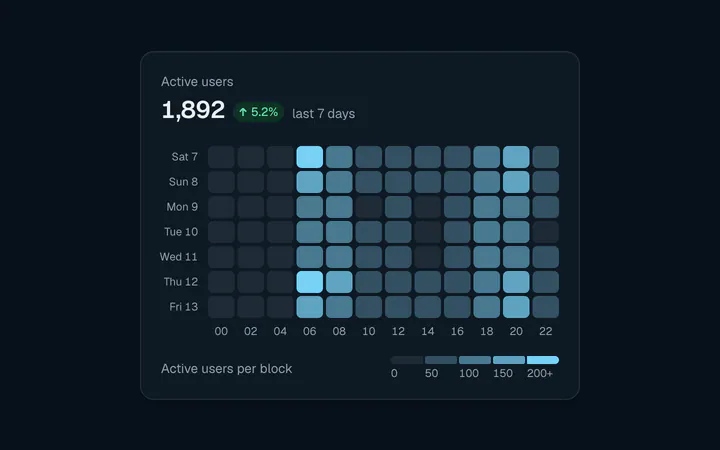 Active users
1,892 ↑ 5.2% last 7 days
Sat 7
Sun 8
Mon 9
Tue 10
Wed 11
Thu 12
Fri 13
00 02 04 06 08 10 12 14 16 18 20 22
Active users per block
0 50 100 150 200+